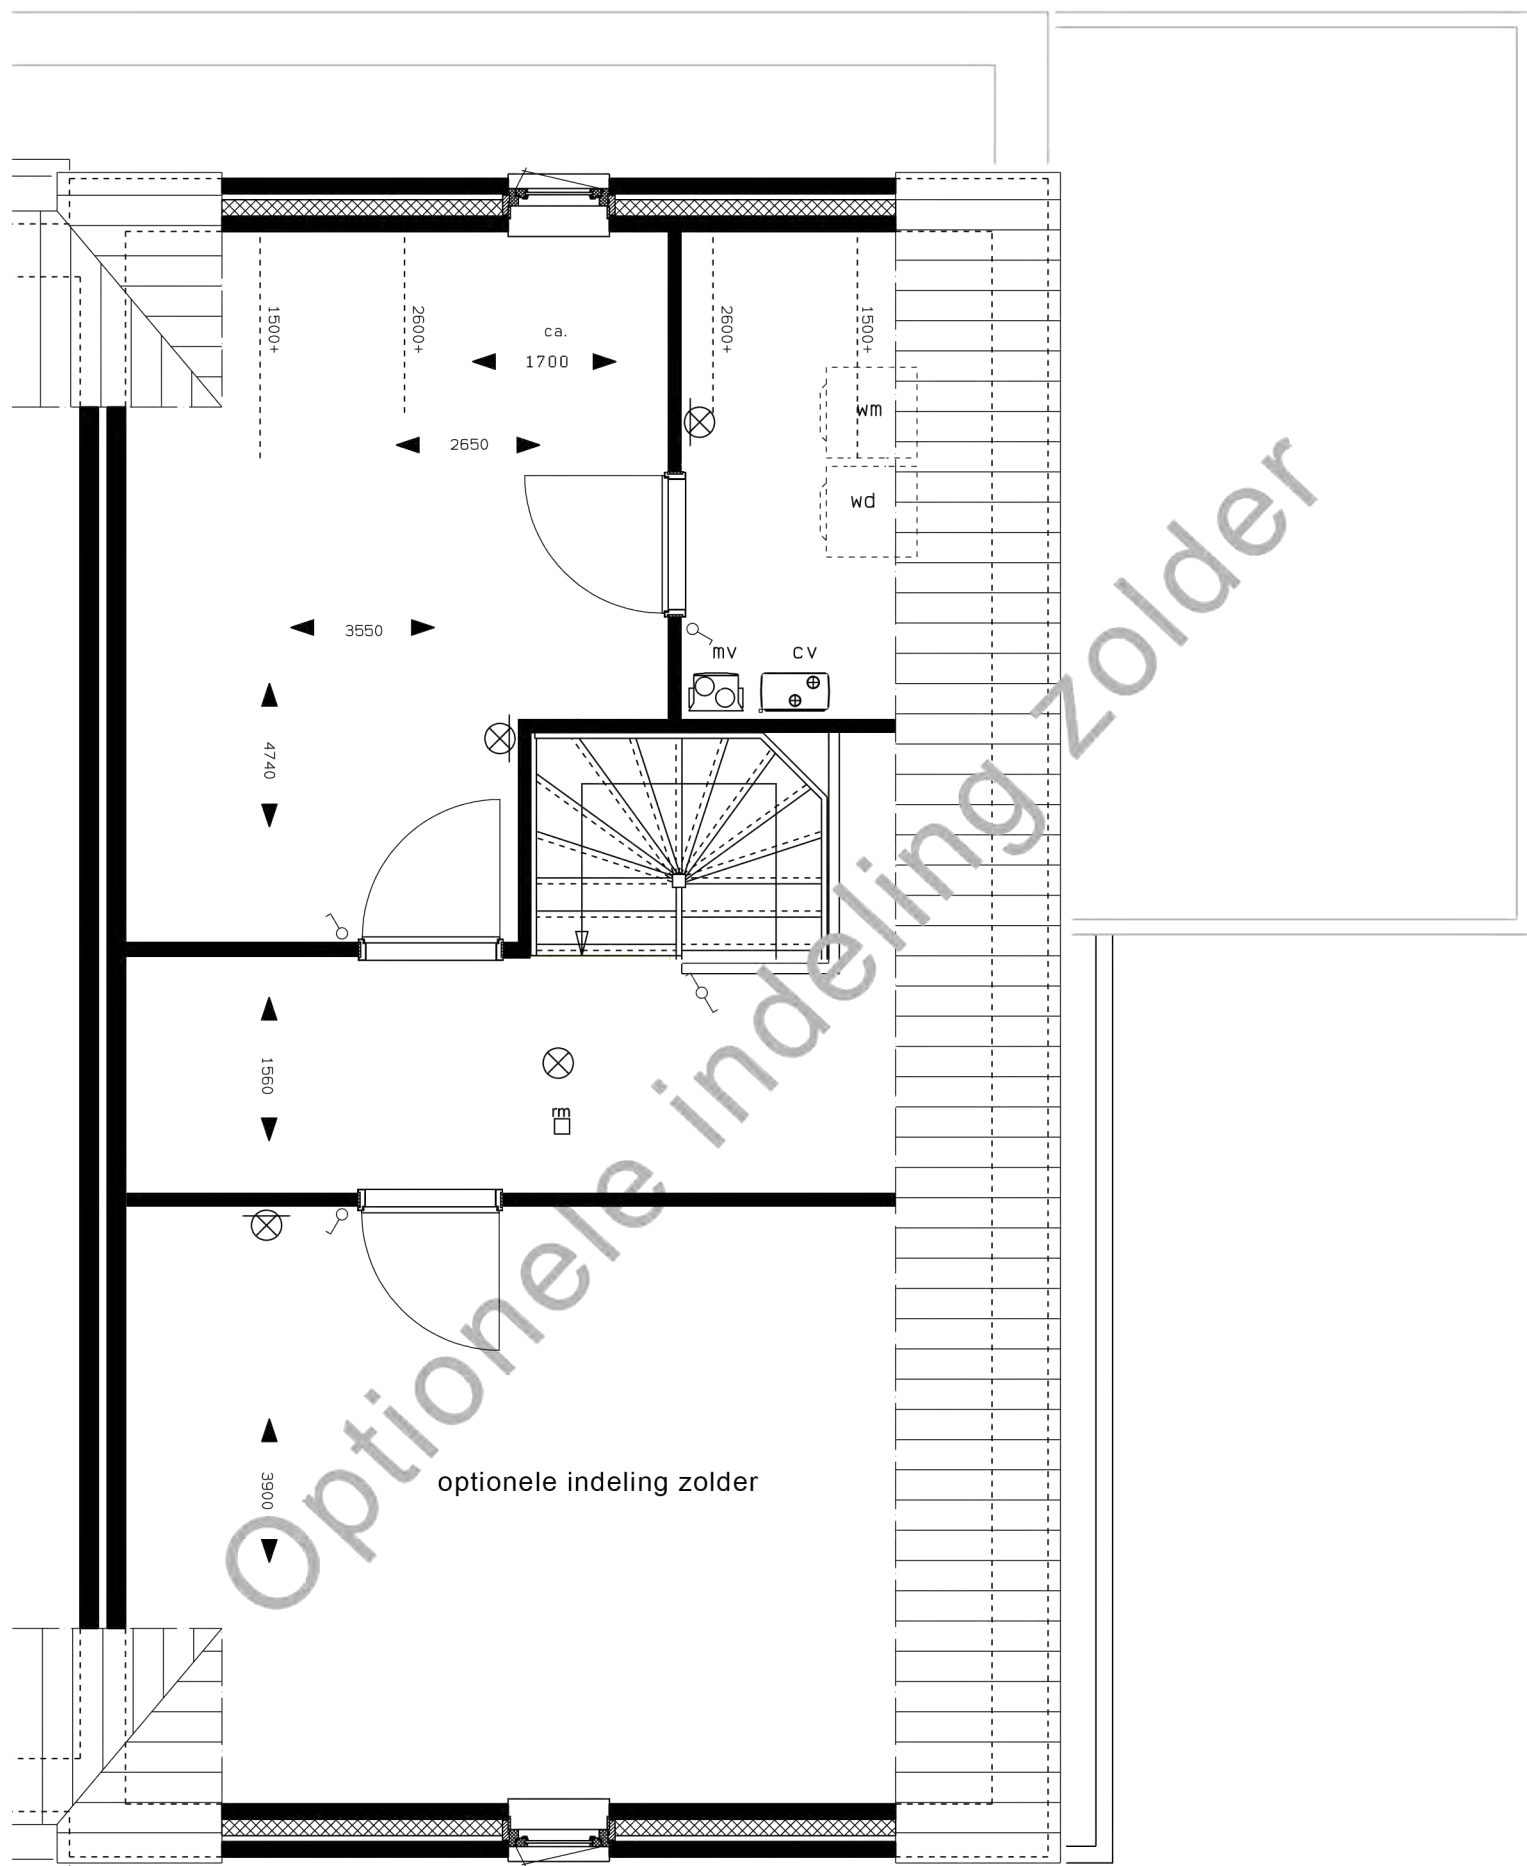 1500+
2600+
ca.
1700
2600+
1500+
wm
2650
wd
3550
mv
cv
4740
1560
rm
3900
optionele indeling zolder
Optionele indeling zolder